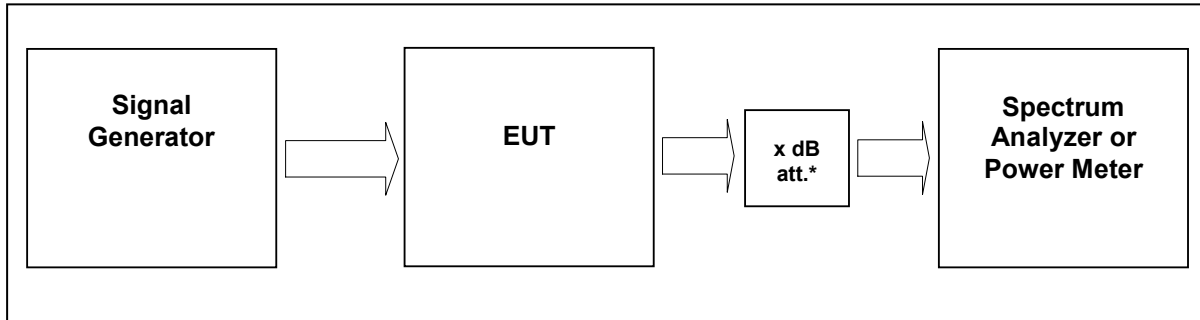 Signal
Generator
EUT
x dB
att.*
Spectrum
Analyzer or
Power Meter